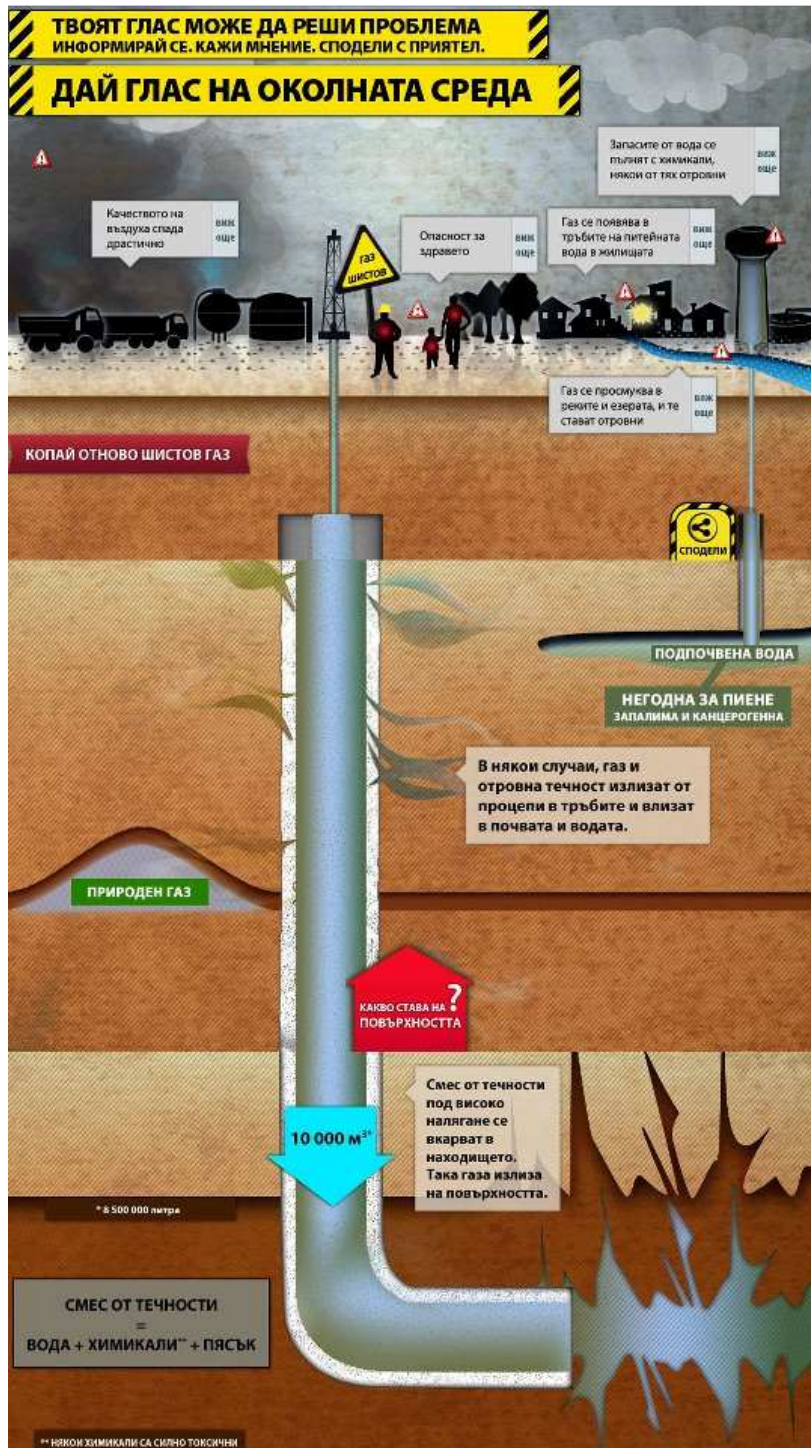 ТВОЯТ ГЛАС МОЖЕ ДА РЕШИ ПРОБЛЕМА
ИНФОРМИРАЙ СЕ. КАЖИ МНЕНИЕ. СПОДЕЛИ С ПРИЯТЕЛ.
ДАЙ ГЛАС НА ОКОЛНАТА СРЕДА
Запасите от вода се
пълнят с химикали,
някои от тях отровни
виж
още
Качеството на
въздуха спада
драстично
виж
още
Опасност за
здравето
виж
още
Газ се появява в
тръбите на питейната
вода в жилищата
виж
още
ГАЗ
ШИСТОВ
Газ се просмуква в
реките и езерата, и те
стават отровни
виж
още
КОПАЙ ОТНОВО ШИСТОВ ГАЗ
СПОДЕЛИ
ПОДПОЧВЕНА ВОДА
НЕГОДНА ЗА ПИЕНЕ
ЗАПАЛИМА И КАНЦЕРОГЕННА
В някои случаи, газ и
отровна течност излизат от
процепи в тръбите и влизат
в почвата и водата.
ПРИРОДЕН ГАЗ
КАКВО СТАВА НА ?
ПОВЪРХНОСТТА
Смес от течности
под високо
налягане се
вкарват в
находището.
Така газа излиза
на повърхността.
10 000 м³*
* 8 500 000 литра
СМЕС ОТ ТЕЧНОСТИ
=
ВОДА + ХИМИКАЛИ** + ПЯСЪК
** НЯКОИ ХИМИКАЛИ СА СИЛНО ТОКСИЧНИ